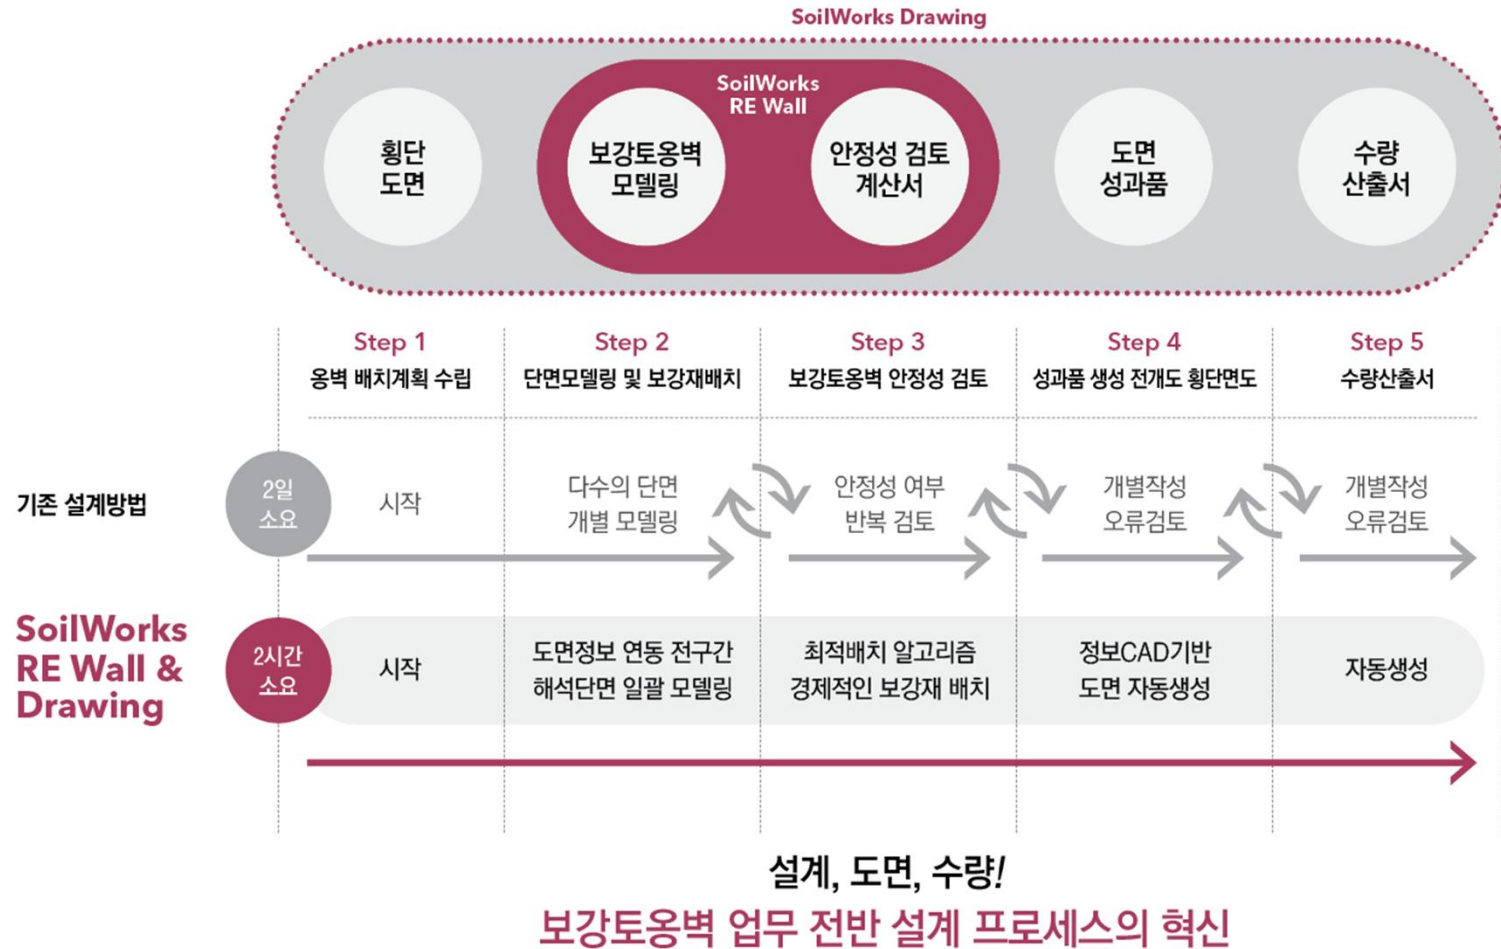 SoilWorks Drawing
SoilWorks
RE Wall
횡단
도면
보강토옹벽
모델링
안정성 검토
계산서
도면
성과품
수량
산출서
Step 1
옹벽 배치계획 수립
Step 2
단면모델링 및 보강재배치
Step 3
보강토옹벽 안정성 검토
Step 4
성과품 생성 전개도 횡단면도
Step 5
수량산출서
기존 설계방법
2일
소요
시작
다수의 단면
개별 모델링
안정성 여부
반복 검토
개별작성
오류검토
개별작성
오류검토
SoilWorks
RE Wall &
Drawing
2시간
소요
시작
도면정보 연동 전구간
해석단면 일괄 모델링
최적배치 알고리즘
경제적인 보강재 배치
정보CAD기반
도면 자동생성
자동생성
설계, 도면, 수량!
보강토옹벽 업무 전반 설계 프로세스의 혁신